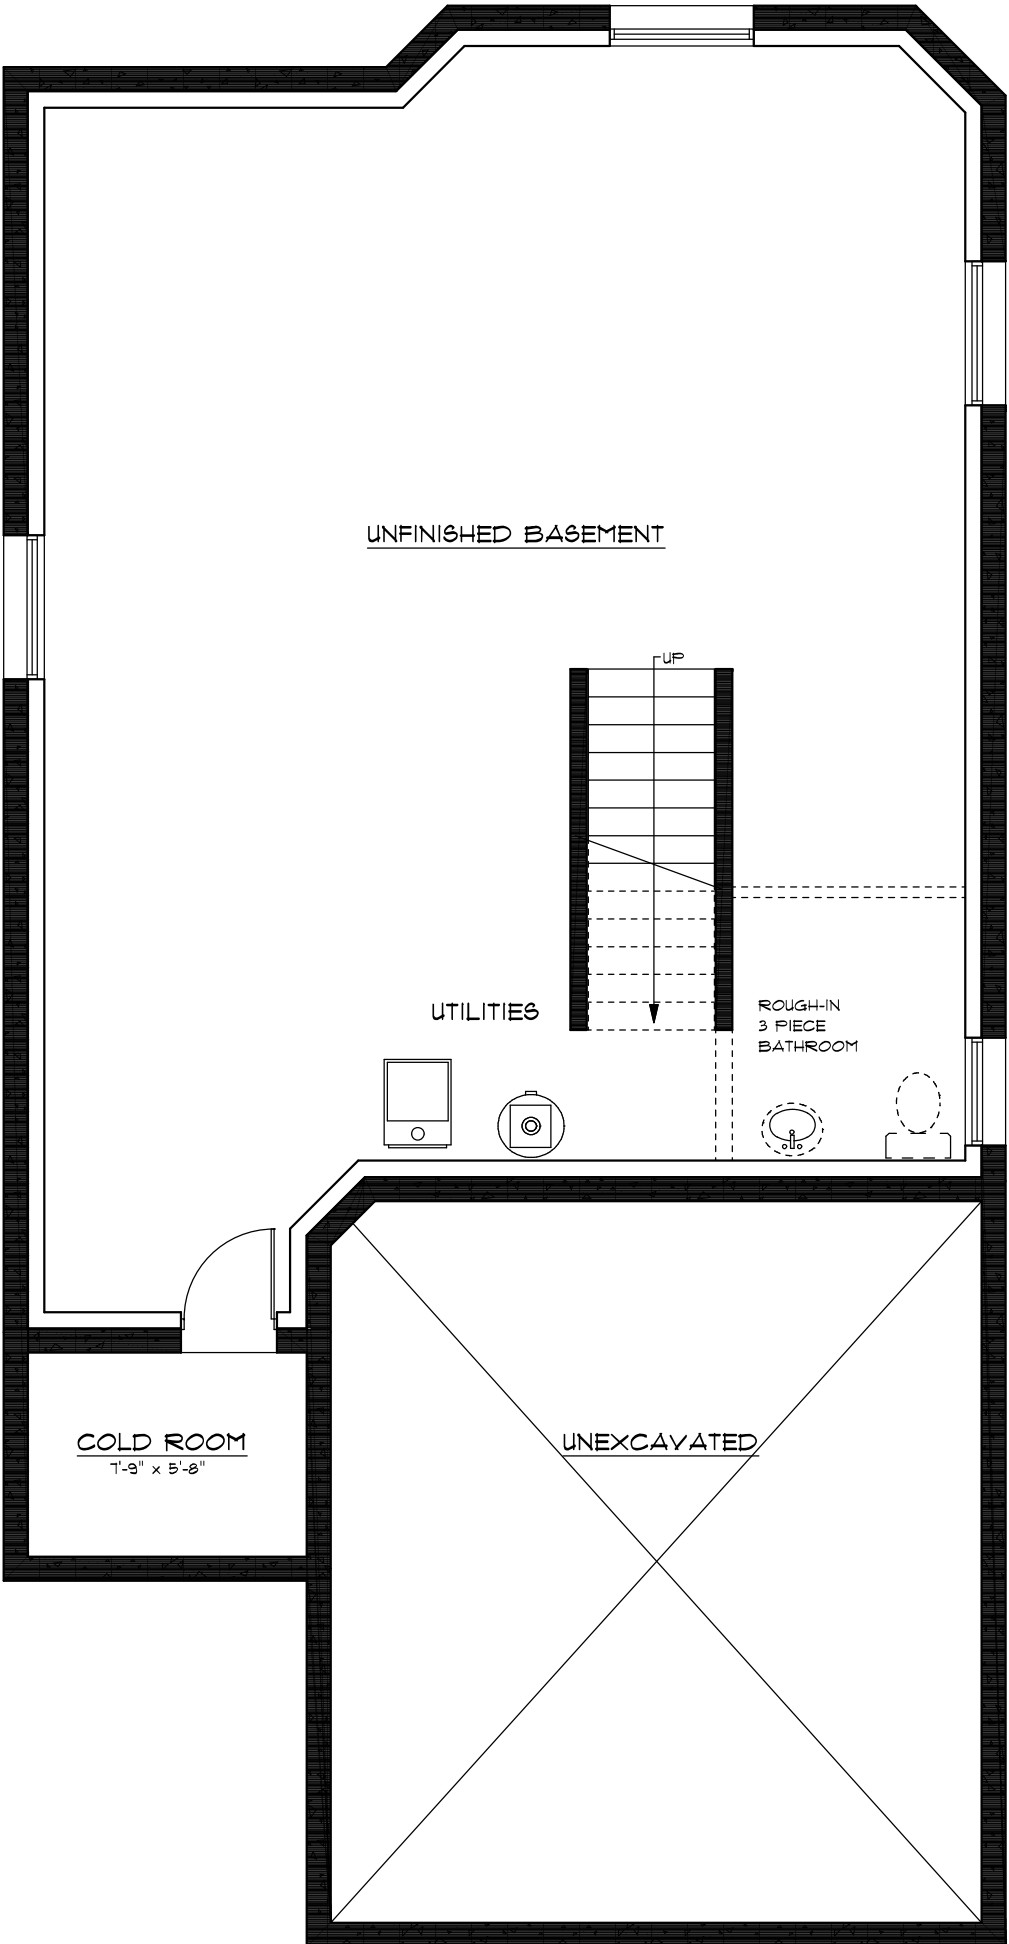 UNFINISHED BASEMENT
UP
UTILITIES
ROUGH-IN
3 PIECE
BATHROOM
COLD ROOM
7'-9" x 5'-8"
UNEXCAVATED